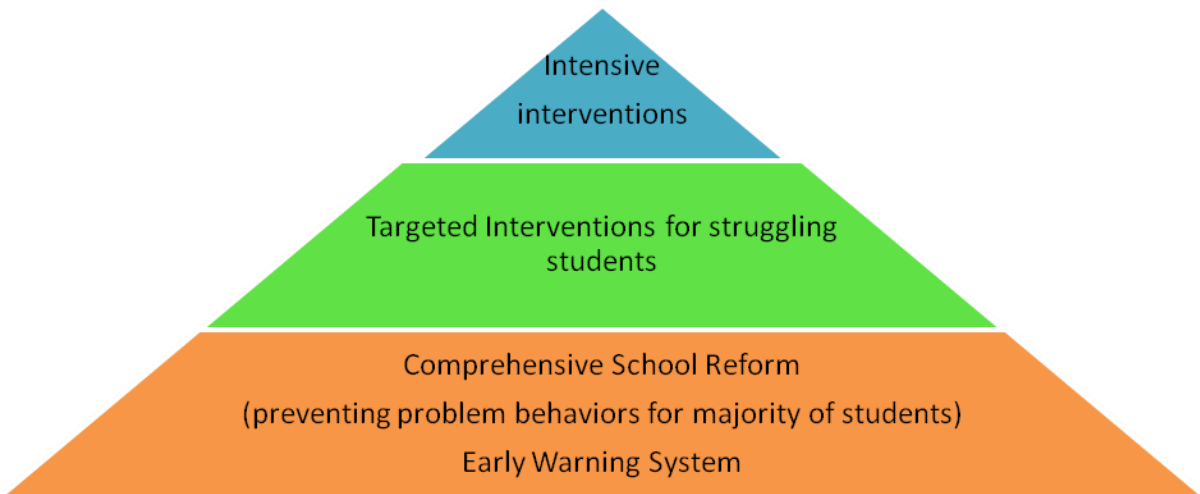 Intensive
interventions
Targeted Interventions for struggling
students
Comprehensive School Reform
(preventing problem behaviors for majority of students)
Early Warning System